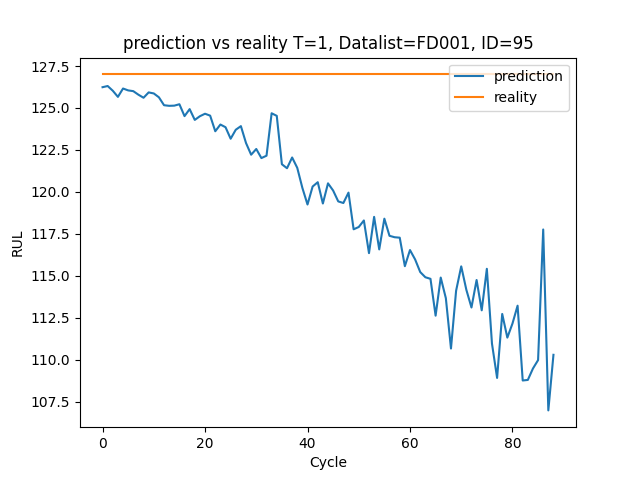 prediction vs reality T=1, Datalist=FD001, ID=95
127.5
125.0
122.5
120.0
117.5
115.0
112.5
110.0
107.5
RUL
prediction
reality
0
20
40
60
80
Cycle